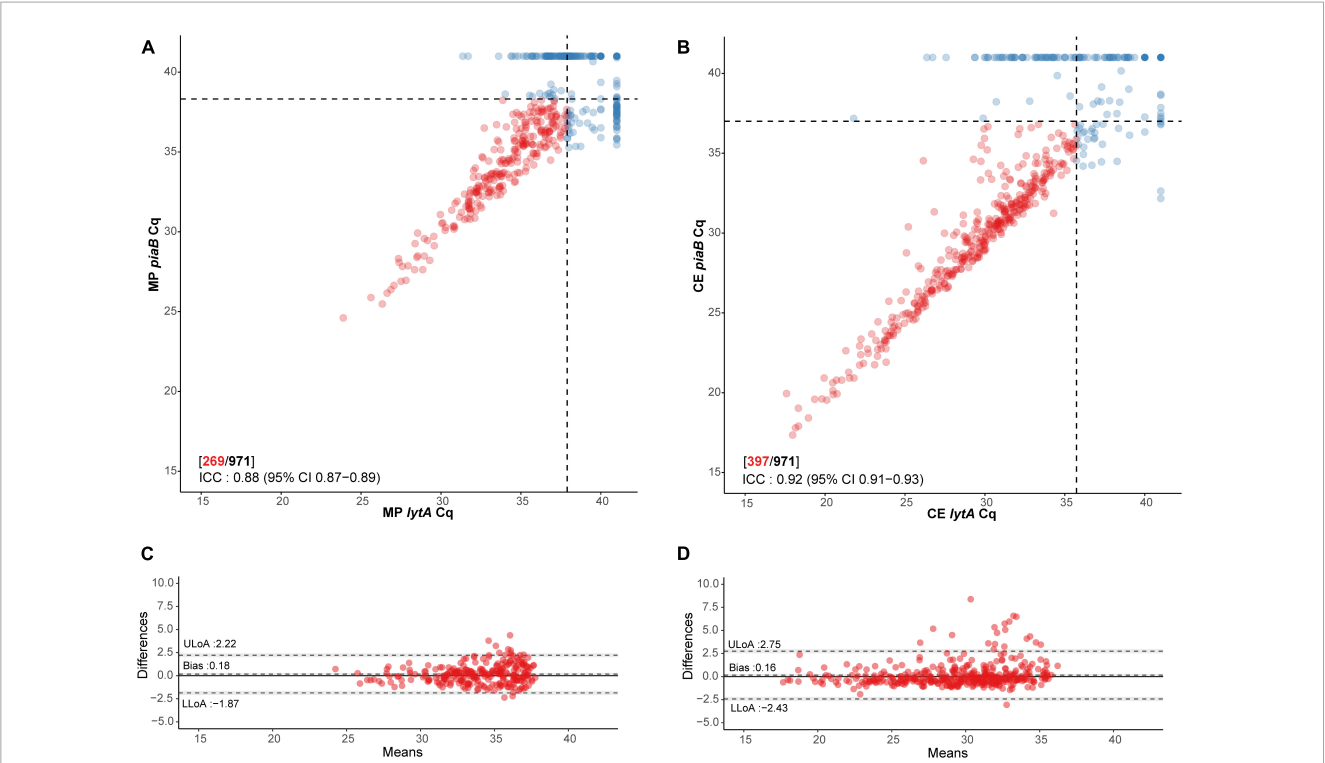 A
40
35
30
25
20
15
MP piaB Cq
[269/971]
ICC : 0.88 (95% CI 0.87−0.89)
15 20 25 30 35 40
MP lytA Cq
B
40
35
30
25
20
15
CE piaB Cq
[397/971]
ICC : 0.92 (95% CI 0.91−0.93)
15 20 25 30 35 40
CE lytA Cq
C
10.0
7.5
5.0
2.5
0.0
−2.5
−5.0
Differences
ULoA :2.22
Bias :0.18
LLoA :−1.87
15 20 25 30 35 40
Means
D
10.0
7.5
5.0
2.5
0.0
−2.5
−5.0
Differences
ULoA :2.75
Bias :0.16
LLoA :−2.43
15 20 25 30 35 40
Means